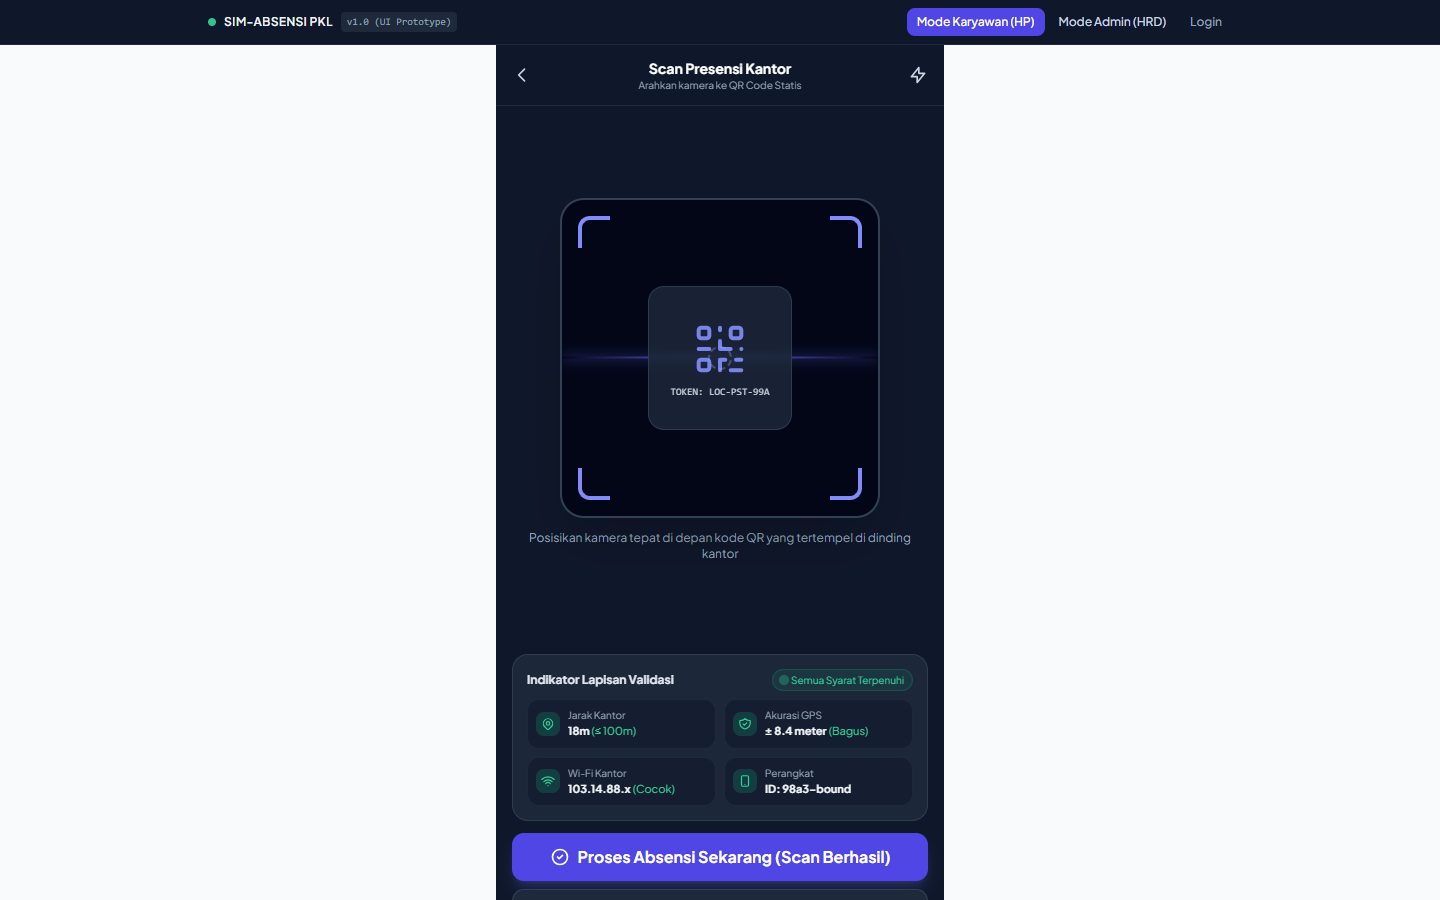 SIM-ABSENSI PKL v1.0 (UI Prototype) Mode Karyawan (HP) Mode Admin (HRD) Login
Scan Presensi Kantor
Arahkan kamera ke QR Code Statis
TOKEN: LOC-PST-99A
Posisikan kamera tepat di depan kode QR yang tertempel di dinding
kantor
Indikator Lapisan Validasi Semua Syarat Terpenuhi
Jarak Kantor
18m (≤ 100m)
Akurasi GPS
± 8.4 meter (Bagus)
Wi-Fi Kantor
103.14.88.x (Cocok)
Perangkat
ID: 98a3-bound
Proses Absensi Sekarang (Scan Berhasil)